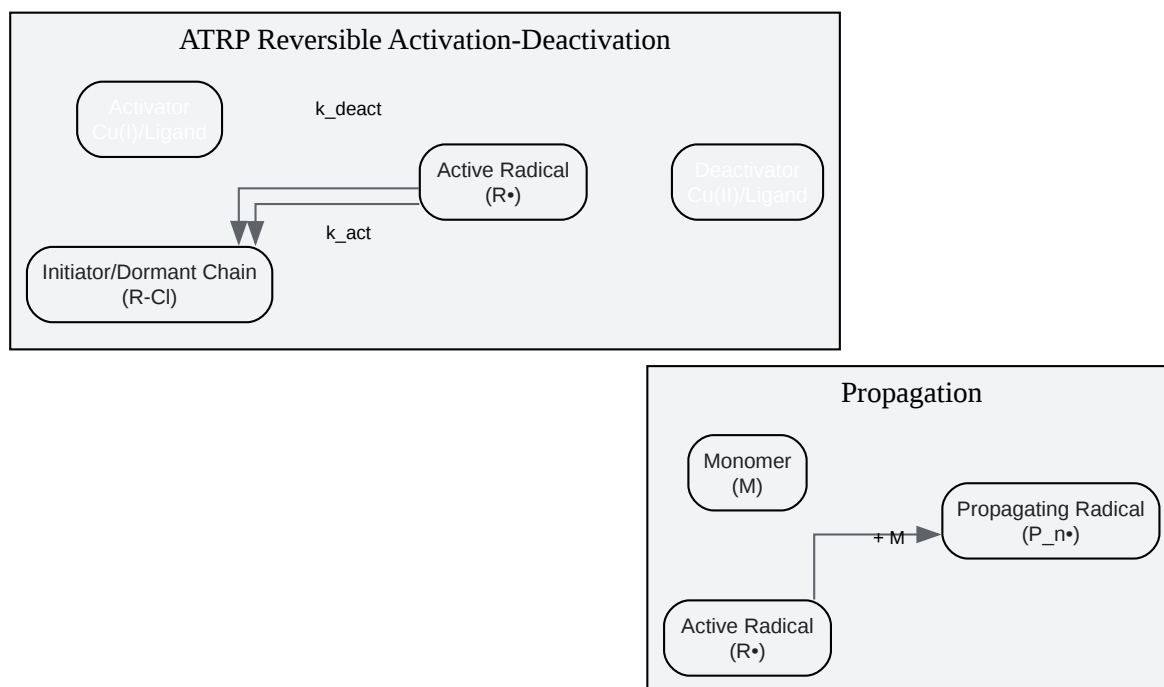 ATRP Reversible Activation-Deactivation
Activator
Cu(I)/Ligand
k_deact
Active Radical
(R•)
Deactivator
Cu(II)/Ligand
k_act
Initiator/Dormant Chain
(R-Cl)
Propagation
Monomer
(M)
Propagating Radical
(P_n•)
+ M
Active Radical
(R•)